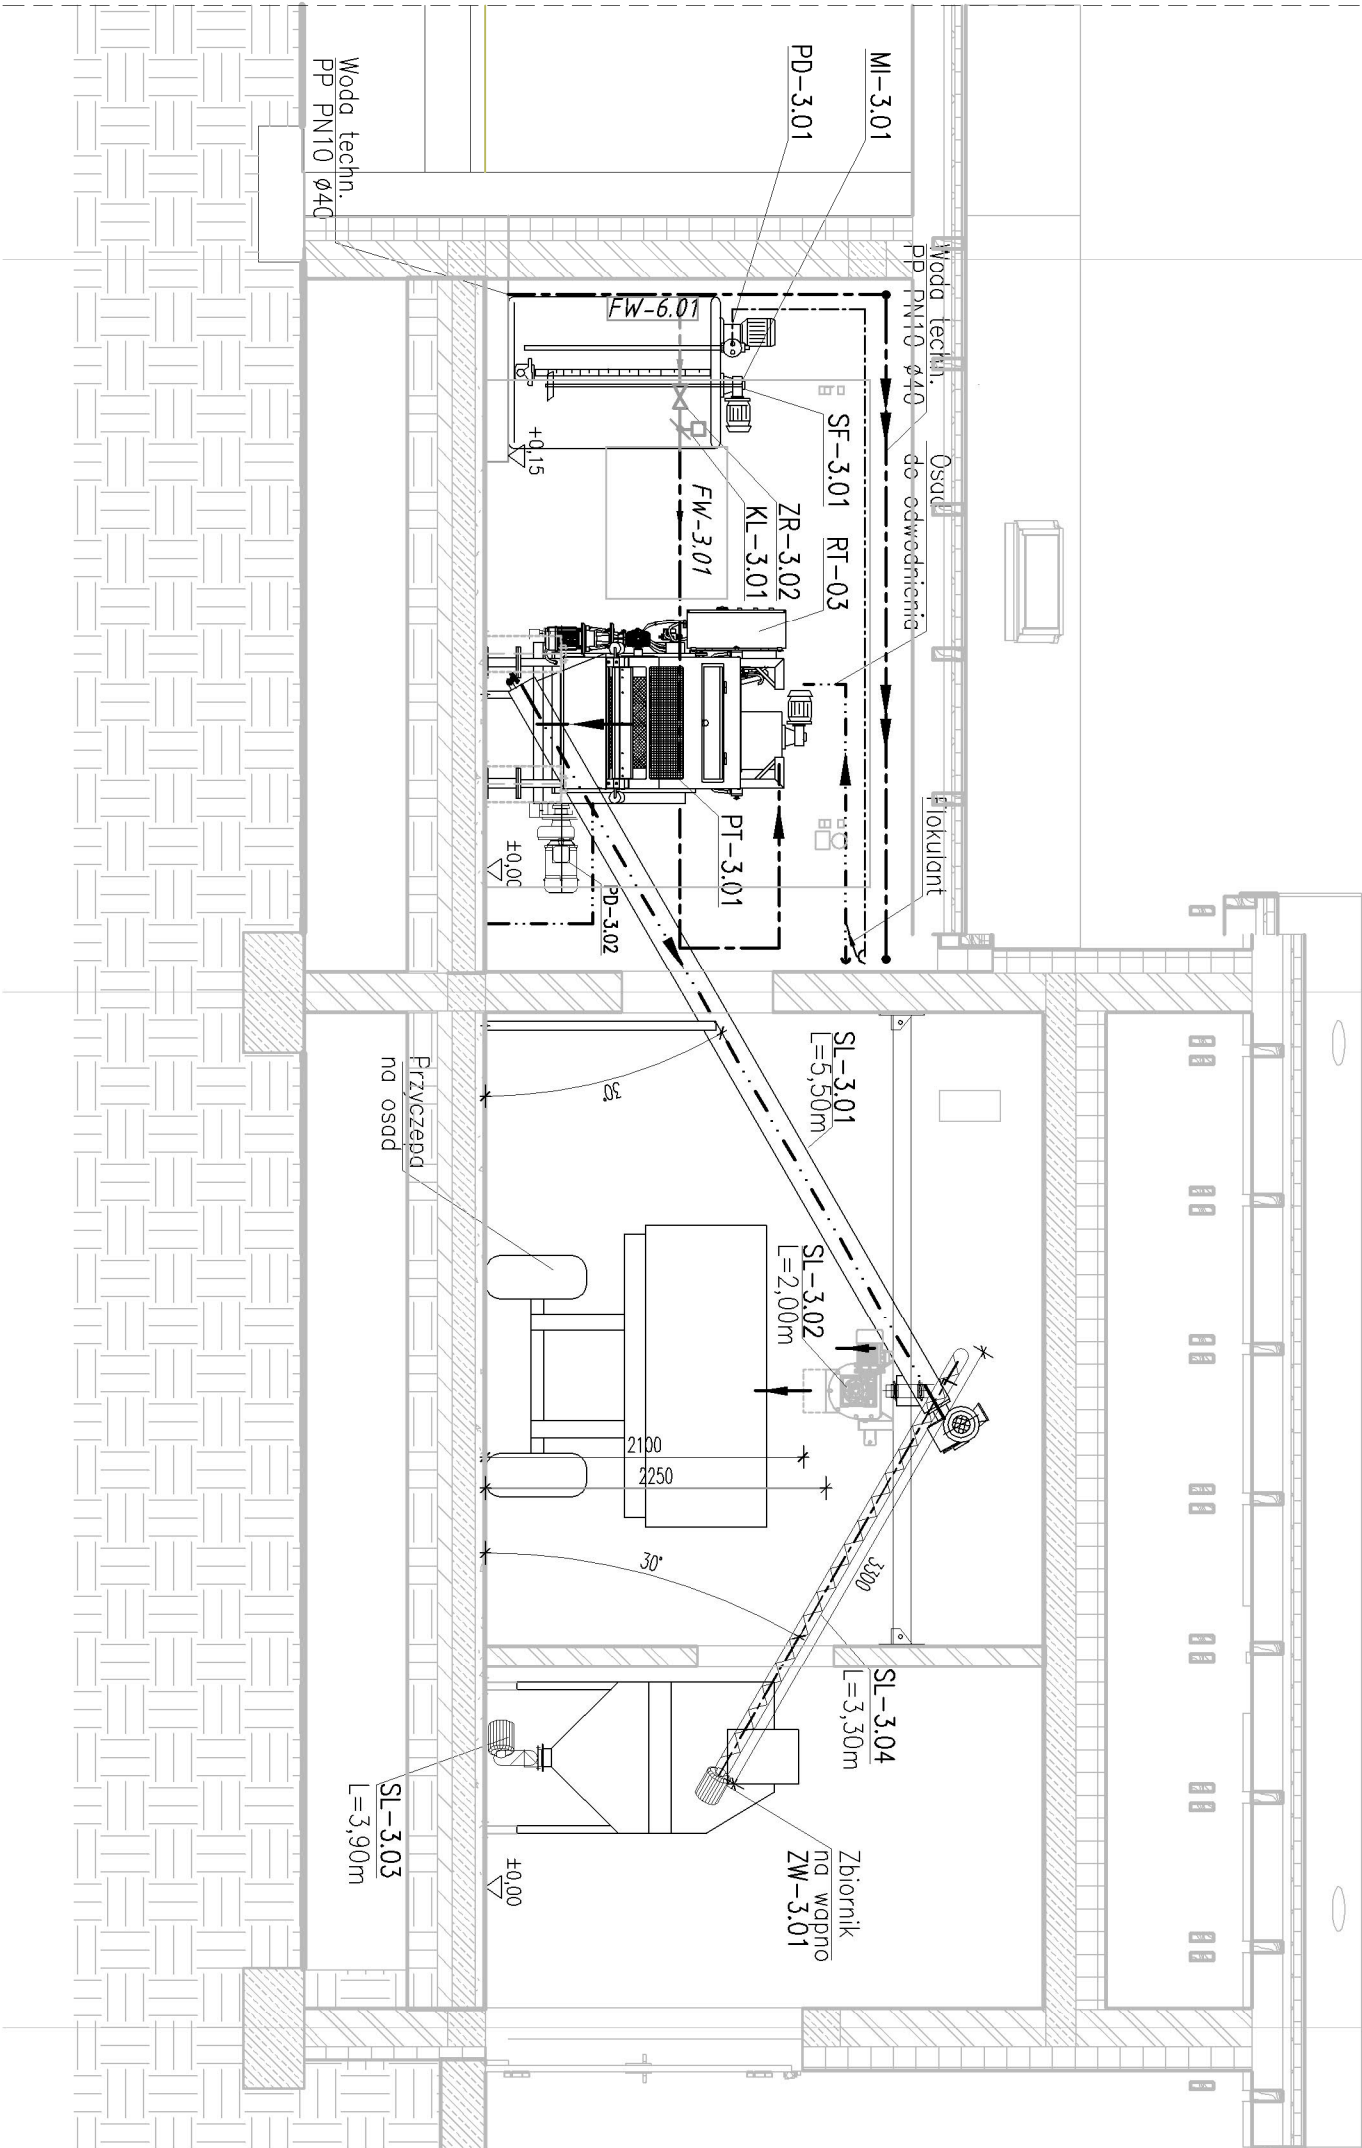 MI-3.01
PD-3.01
Woda techn.
PP PN10 ø40
Woda techn.
PP PN10 ø40
FW-6.01
SF-3.01
RT-03
Osad
do odwodnienia
ZR-3.02
KL-3.01
FW-3.01
+0,15
Flokulant
PT-3.01
PD-3.02
±0,00
SL-3.01
L=5,50m
30°
Przyczepa
na osad
SL-3.02
L=2,00m
2100
2250
30°
3300
SL-3.04
L=3,30m
Zbiornik
na wapno
ZW-3.01
SL-3.03
L=3,90m
±0,00